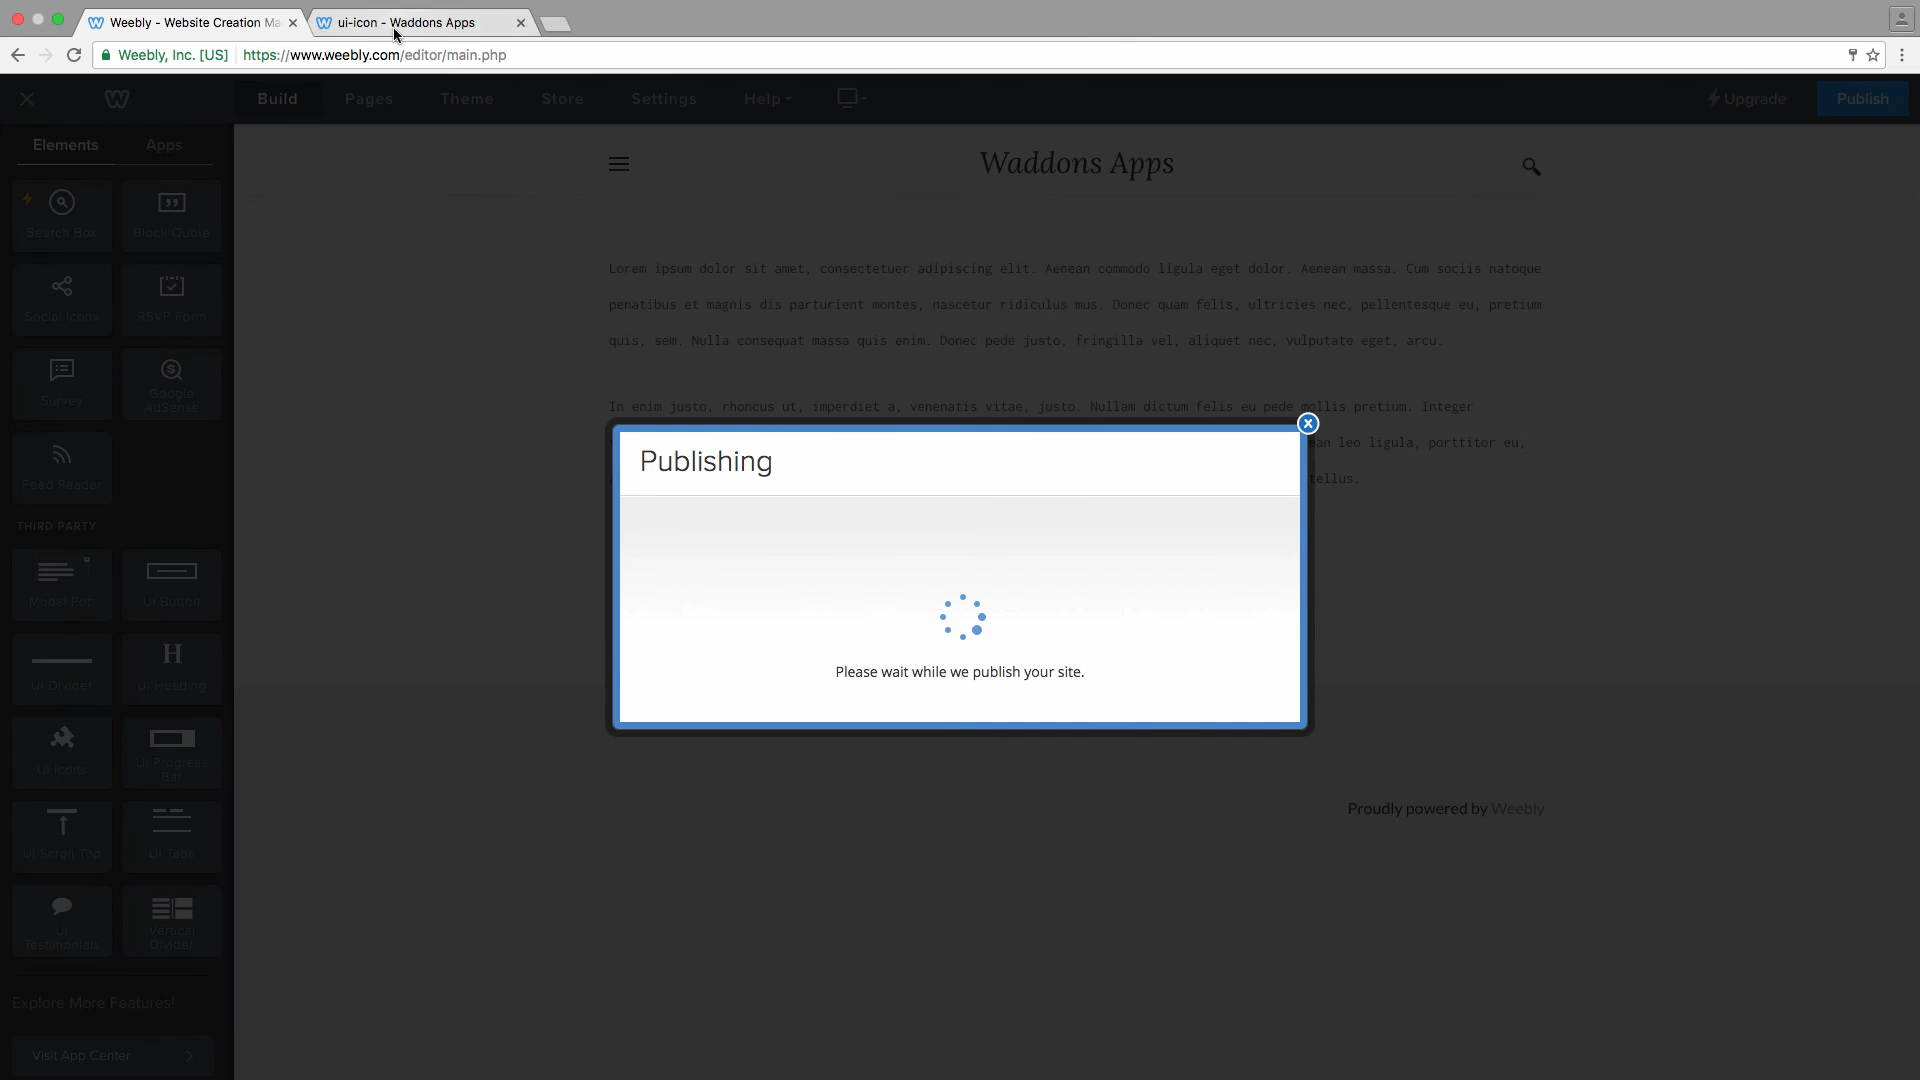 Weebly - Website Creation Ma
ui-icon - Waddons Apps
Weebly, Inc. [US]
https://www.weebly.com/editor/main.php
Build
Pages
Theme
Store
Settings
Help
Upgrade
Publish
Elements
Apps
Waddons Apps
Search Box
Block Quote
Social Icons
RSVP Form
Survey
Google
AdSense
Feed Reader
THIRD PARTY
Modal Pop
UI Button
UI Divider
UI Heading
UI Icons
UI Progress
Bar
UI Scroll Top
UI Tabs
UI
Testimonials
Vertical
Divider
Explore More Features!
Visit App Center
Lorem ipsum dolor sit amet, consectetuer adipiscing elit. Aenean commodo ligula eget dolor. Aenean massa. Cum sociis natoque
penatibus et magnis dis parturient montes, nascetur ridiculus mus. Donec quam felis, ultricies nec, pellentesque eu, pretium
quis, sem. Nulla consequat massa quis enim. Donec pede justo, fringilla vel, aliquet nec, vulputate eget, arcu.
In enim justo, rhoncus ut, imperdiet a, venenatis vitae, justo. Nullam dictum felis eu pede mollis pretium. Integer
ean leo ligula, porttitor eu,
tellus.
Publishing
Please wait while we publish your site.
Proudly powered by Weebly